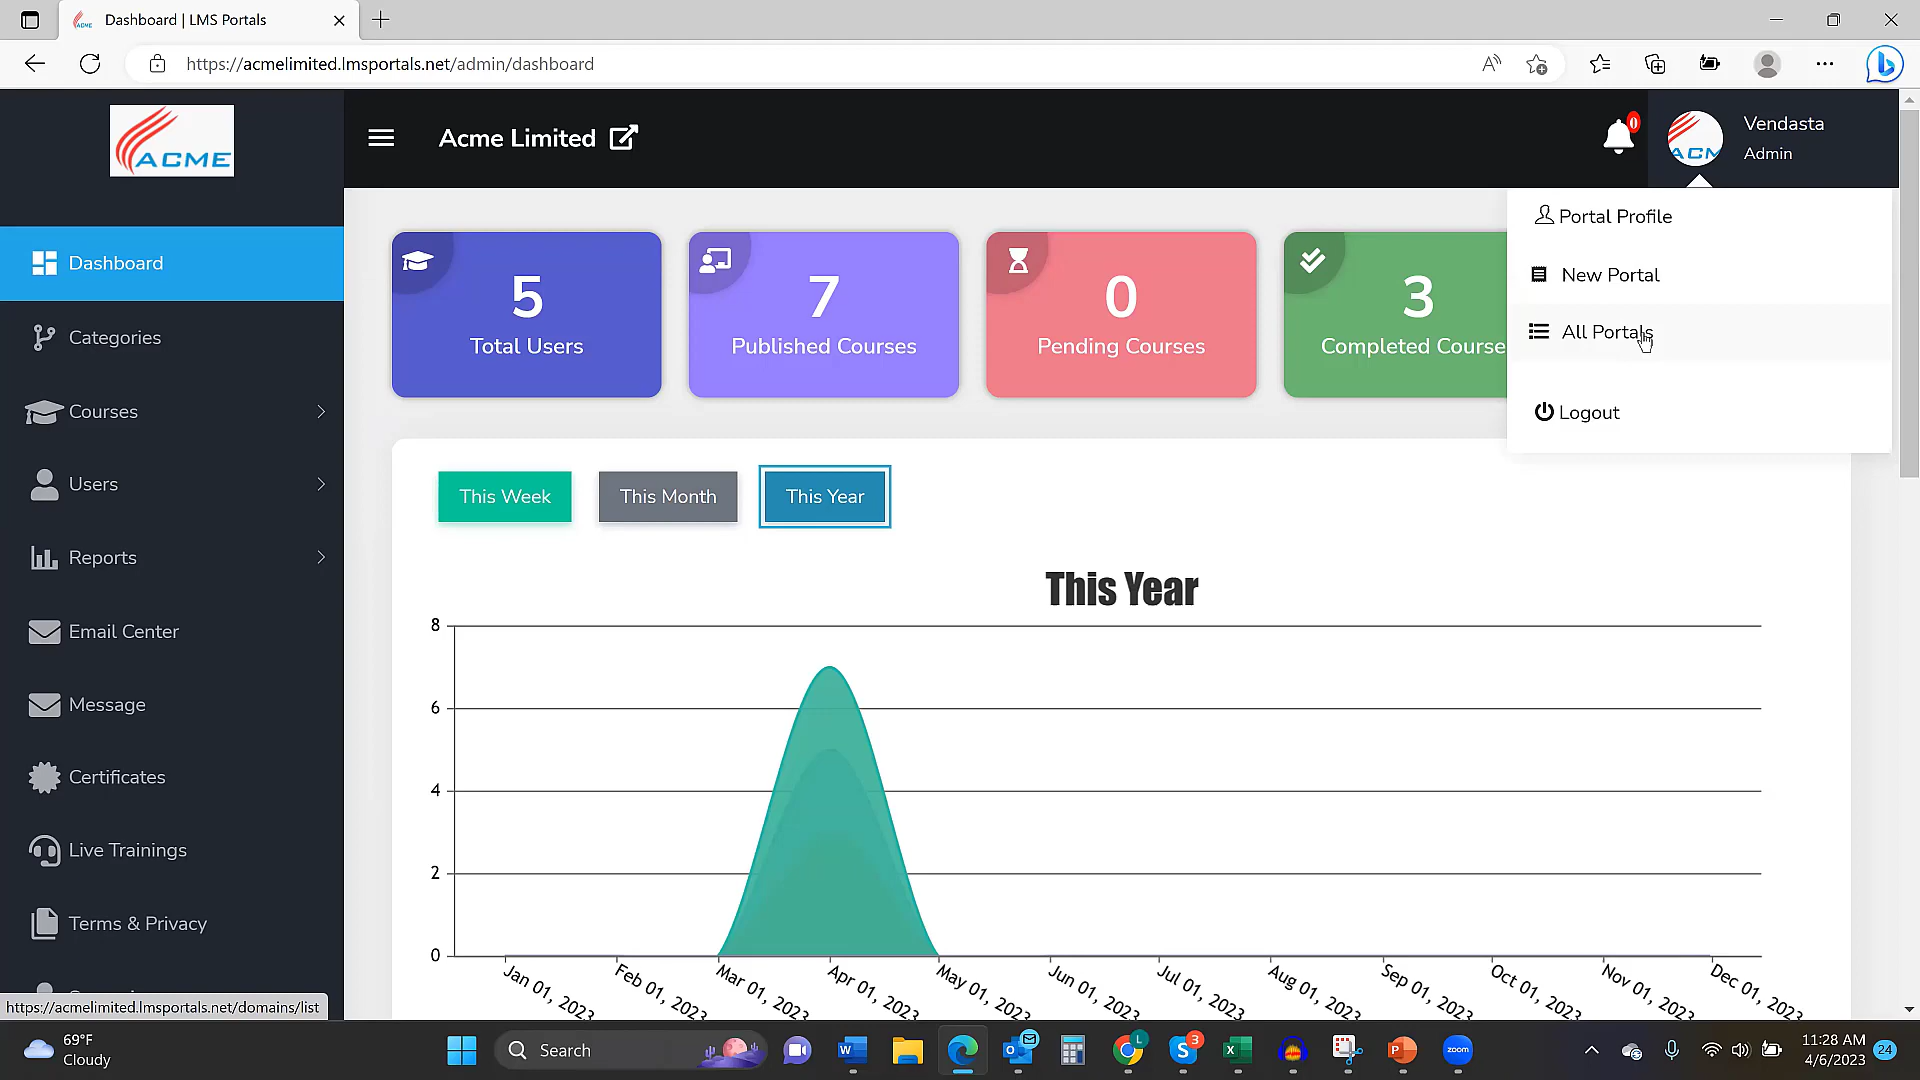 Dashboard | LMS Portals
https://acmelimited.lmsportals.net/admin/dashboard
ACME
Acme Limited
0
ACM
Vendasta
Admin
Portal Profile
New Portal
All Portals
Logout
Dashboard
Categories
Courses
Users
Reports
Email Center
Message
Certificates
Live Trainings
Terms & Privacy
https://acmelimited.lmsportals.net/domains/list
5
Total Users
7
Published Courses
0
Pending Courses
3
Completed Course
This Week
This Month
This Year
This Year
8
6
4
2
0
Jan 01, 2023
Feb 01, 2023
Mar 01, 2023
Apr 01, 2023
May 01, 2023
Jun 01, 2023
Jul 01, 2023
Aug 01, 2023
Sep 01, 2023
Oct 01, 2023
Nov 01, 2023
Dec 01, 2023
69°F
Cloudy
Search
L
3
zoom
11:28 AM
4/6/2023
24